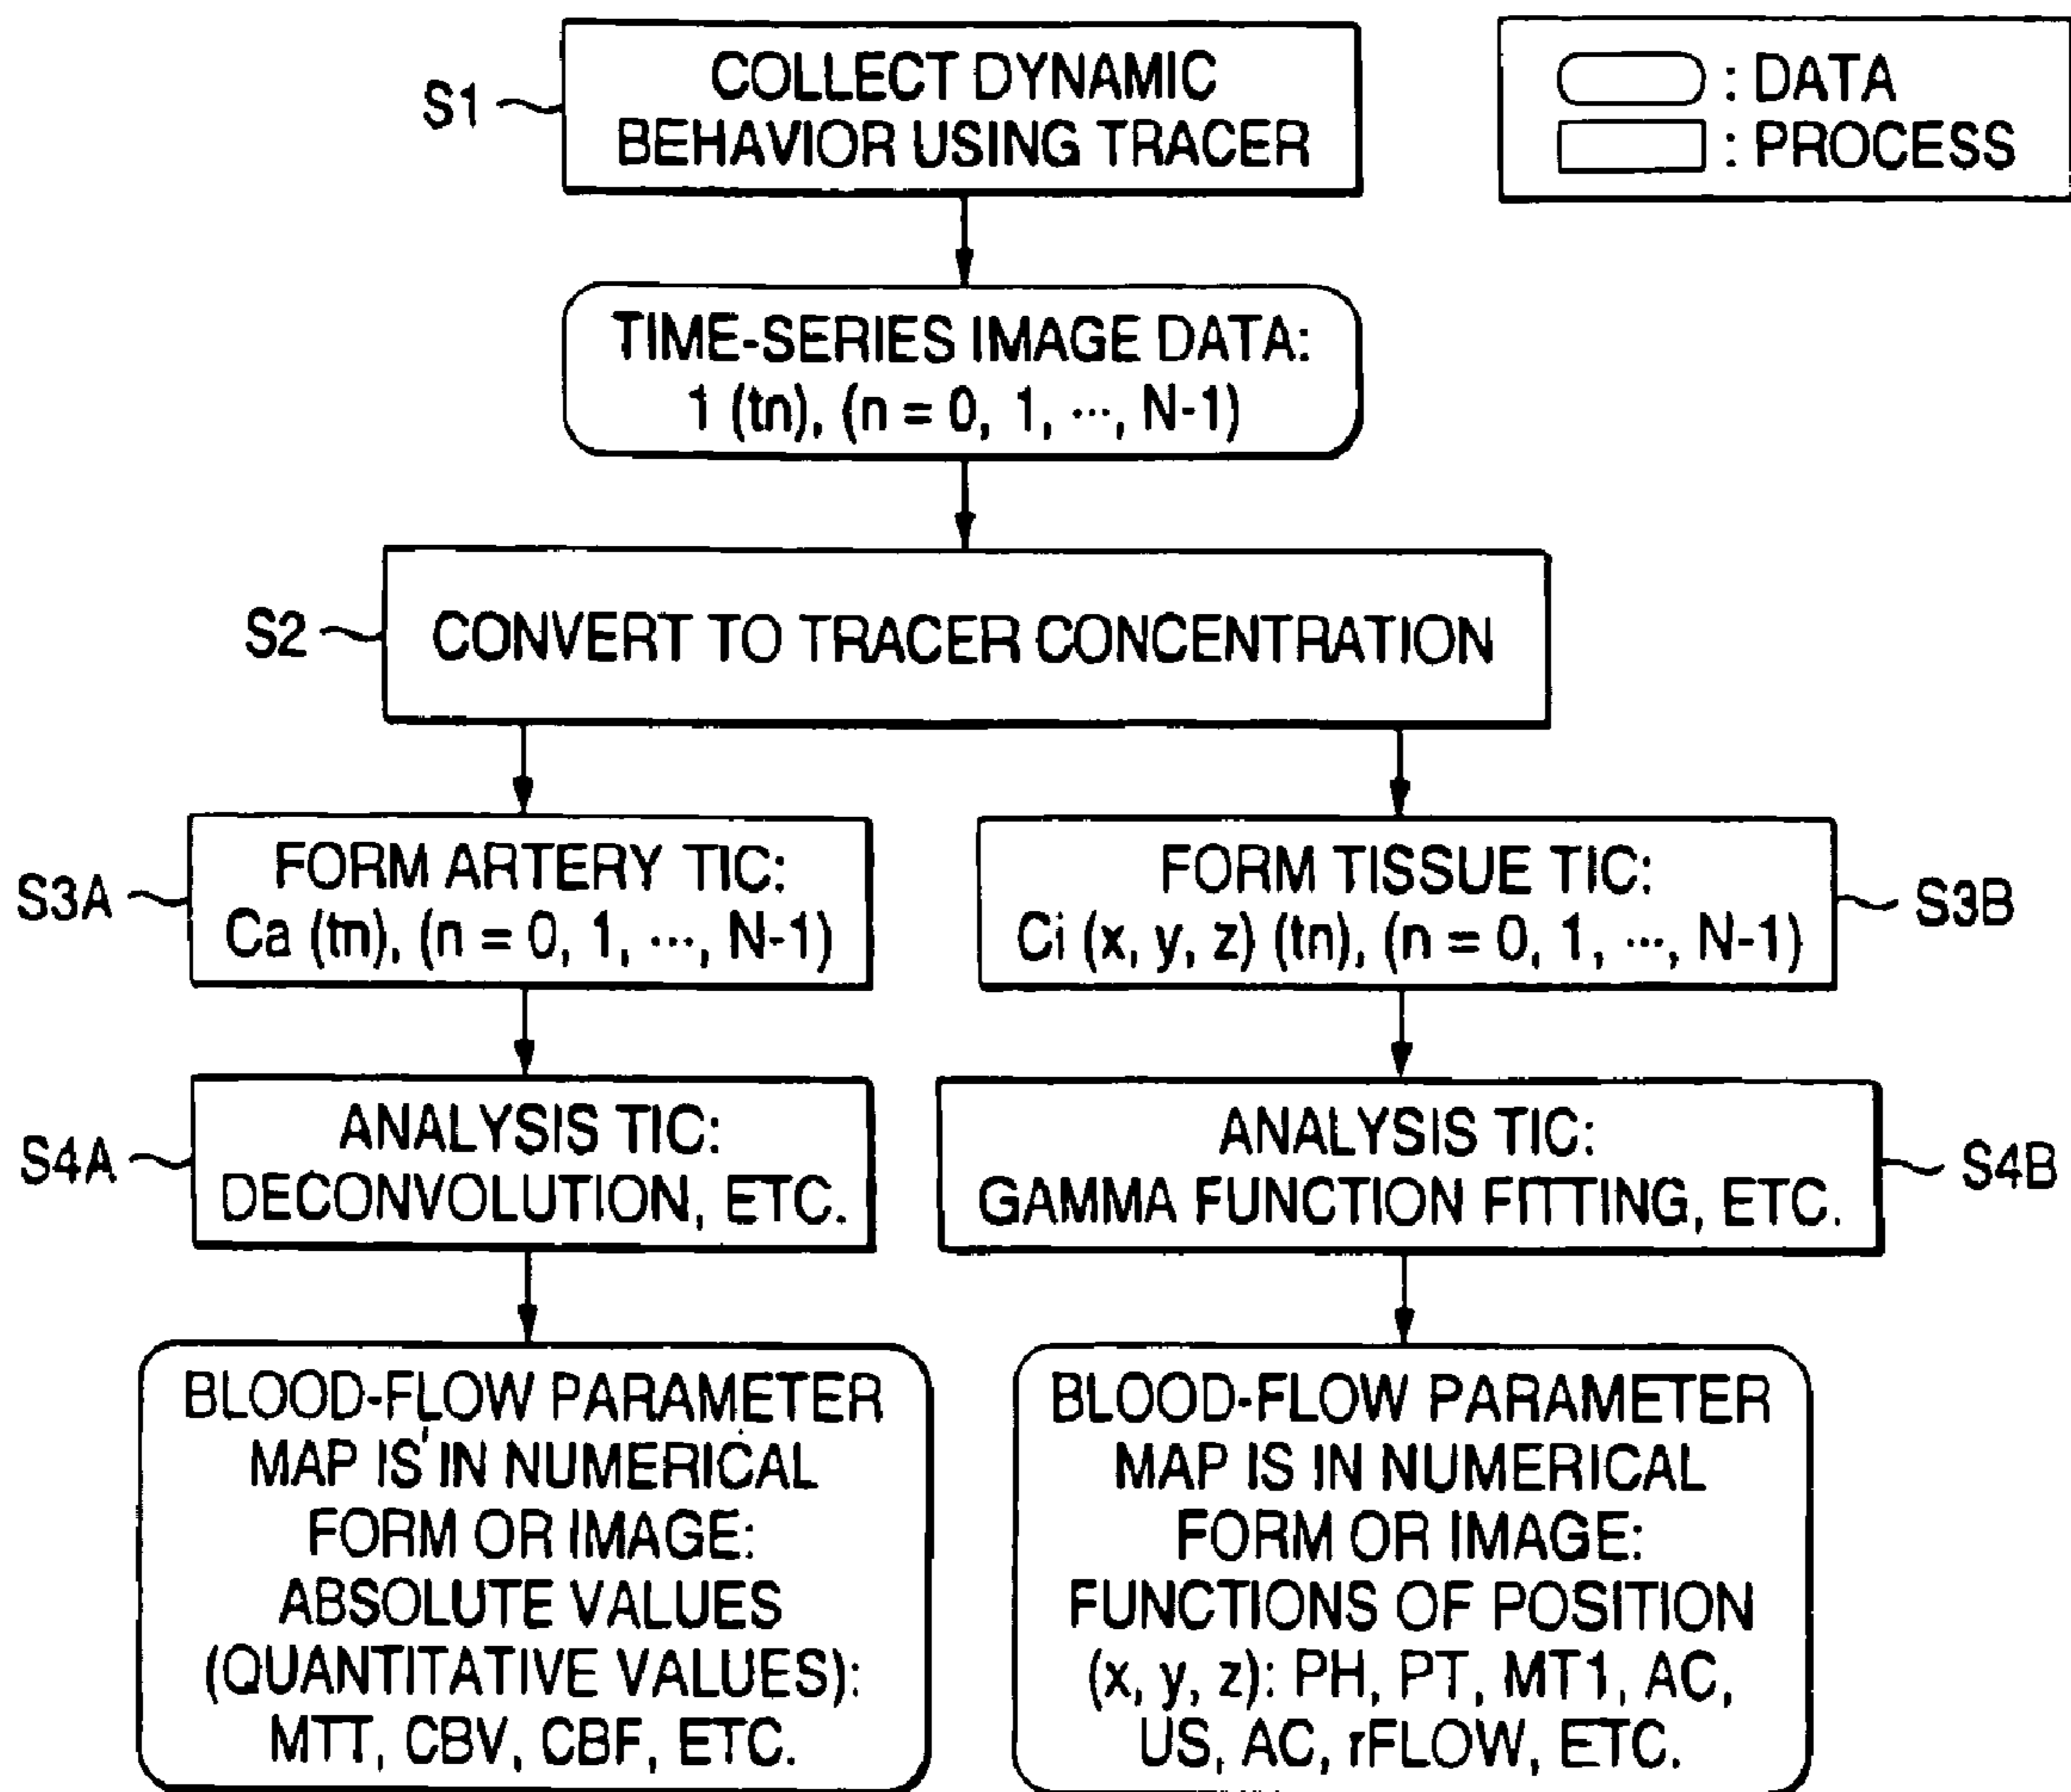 S1
COLLECT DYNAMIC
BEHAVIOR USING TRACER
: DATA
: PROCESS
TIME-SERIES IMAGE DATA:
1 (tn), (n = 0, 1, ···, N-1)
S2
CONVERT TO TRACER CONCENTRATION
S3A
FORM ARTERY TIC:
Ca (tn), (n = 0, 1, ···, N-1)
FORM TISSUE TIC:
Ci (x, y, z) (tn), (n = 0, 1, ···, N-1)
S3B
S4A
ANALYSIS TIC:
DECONVOLUTION, ETC.
ANALYSIS TIC:
GAMMA FUNCTION FITTING, ETC.
S4B
BLOOD-FLOW PARAMETER
MAP IS IN NUMERICAL
FORM OR IMAGE:
ABSOLUTE VALUES
(QUANTITATIVE VALUES):
MTT, CBV, CBF, ETC.
BLOOD-FLOW PARAMETER
MAP IS IN NUMERICAL
FORM OR IMAGE:
FUNCTIONS OF POSITION
(x, y, z): PH, PT, MT1, AC,
US, AC, rFLOW, ETC.